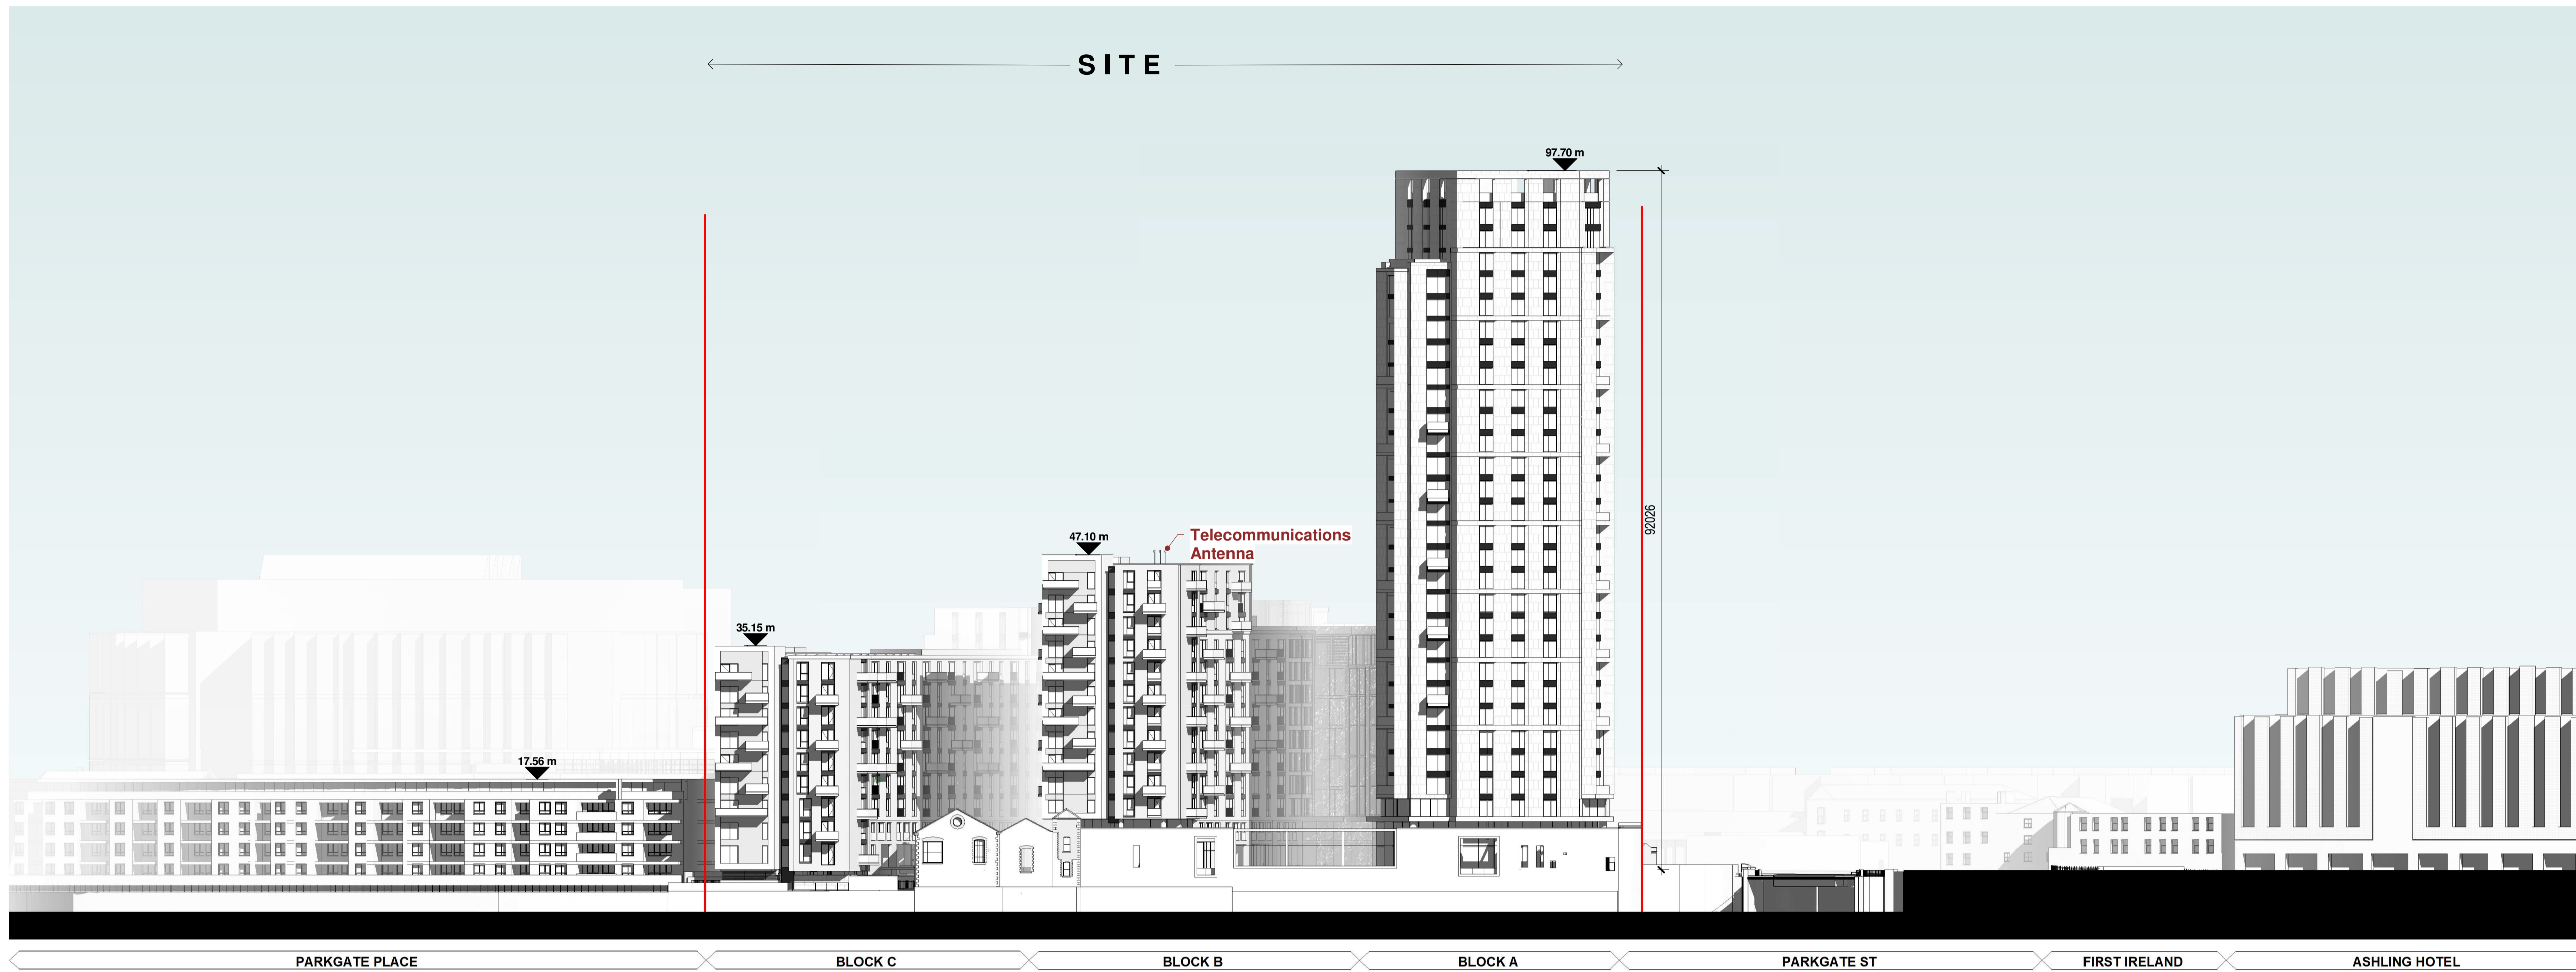 SITE
97.70 m
92026
47.10 m
Telecommunications
Antenna
35.15 m
17.56 m
PARKGATE PLACE
BLOCK C
BLOCK B
BLOCK A
PARKGATE ST
FIRST IRELAND
ASHLING HOTEL